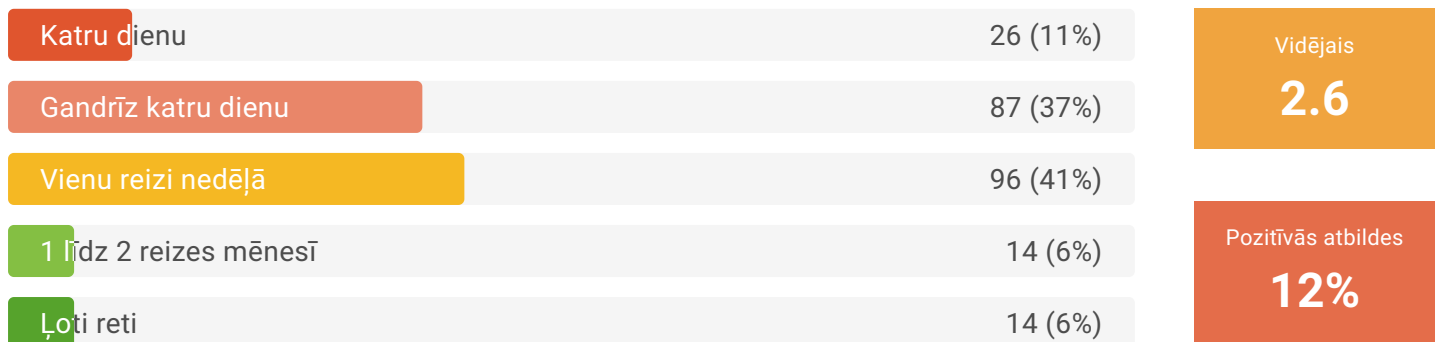 Katru dienu 26 (11%)
Gandrīz katru dienu 87 (37%)
Vienu reizi nedēļā 96 (41%)
1 līdz 2 reizes mēnesī 14 (6%)
Ļoti reti 14 (6%)
Vidējais
2.6
Pozitīvās atbildes
12%